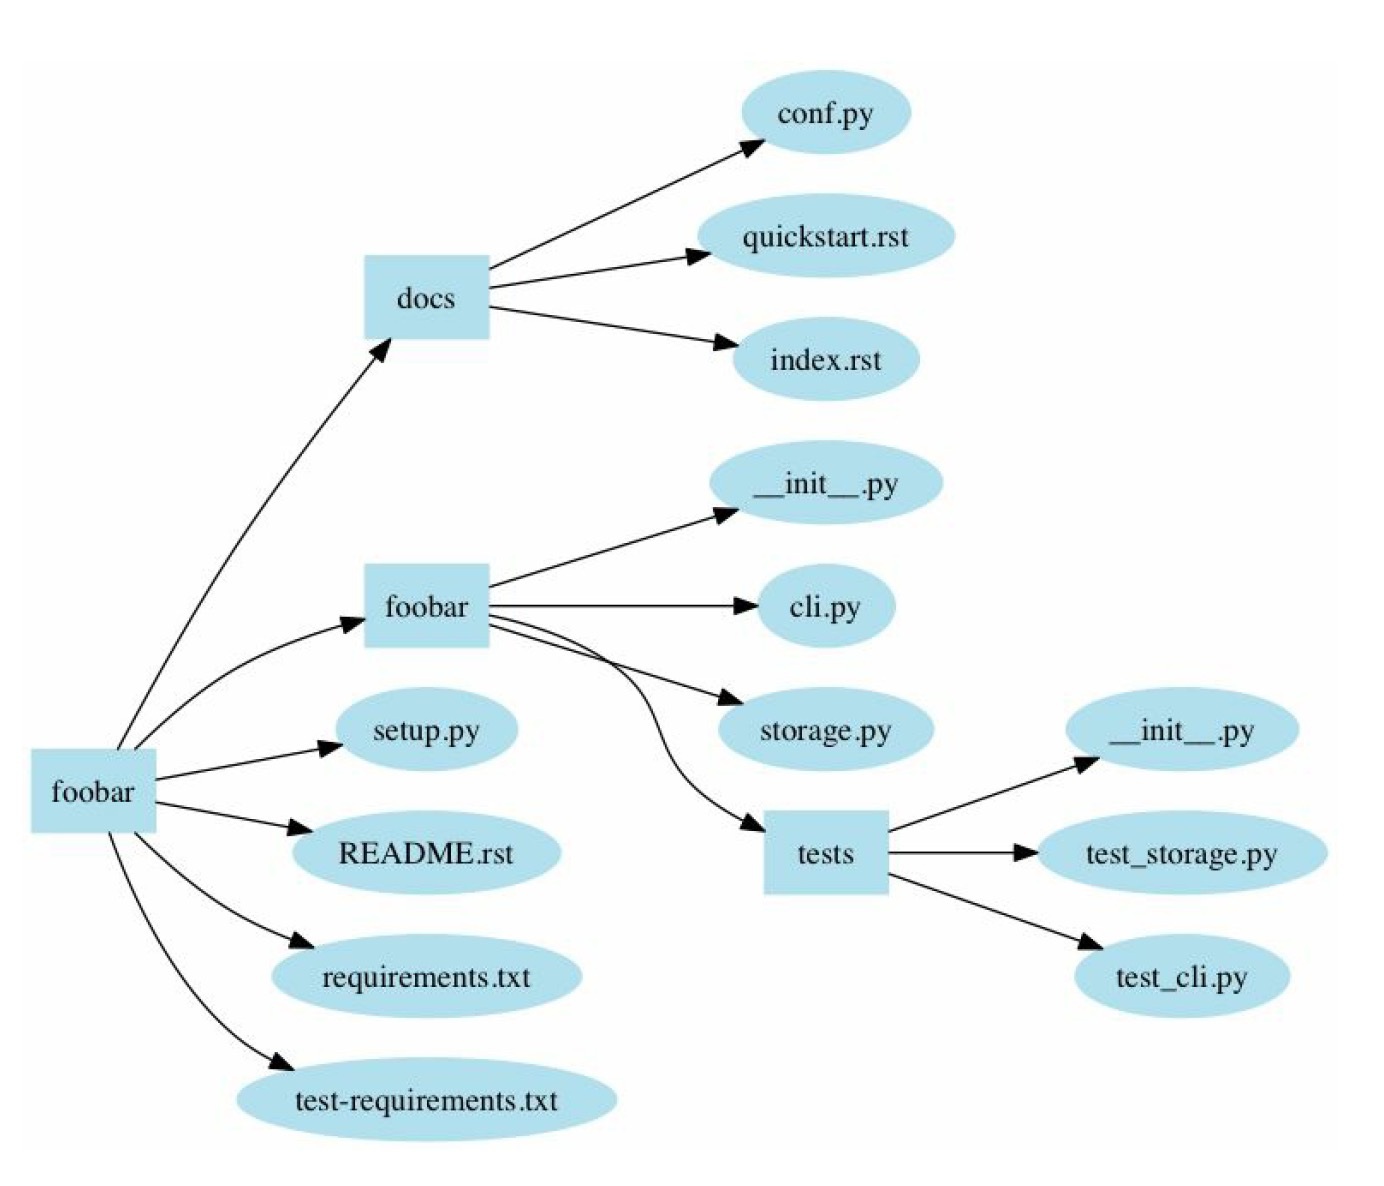 conf.py
quickstart.rst
docs
index.rst
__init__.py
foobar
cli.py
setup.py
storage.py
__init__.py
foobar
README.rst
tests
test_storage.py
requirements.txt
test_cli.py
test-requirements.txt